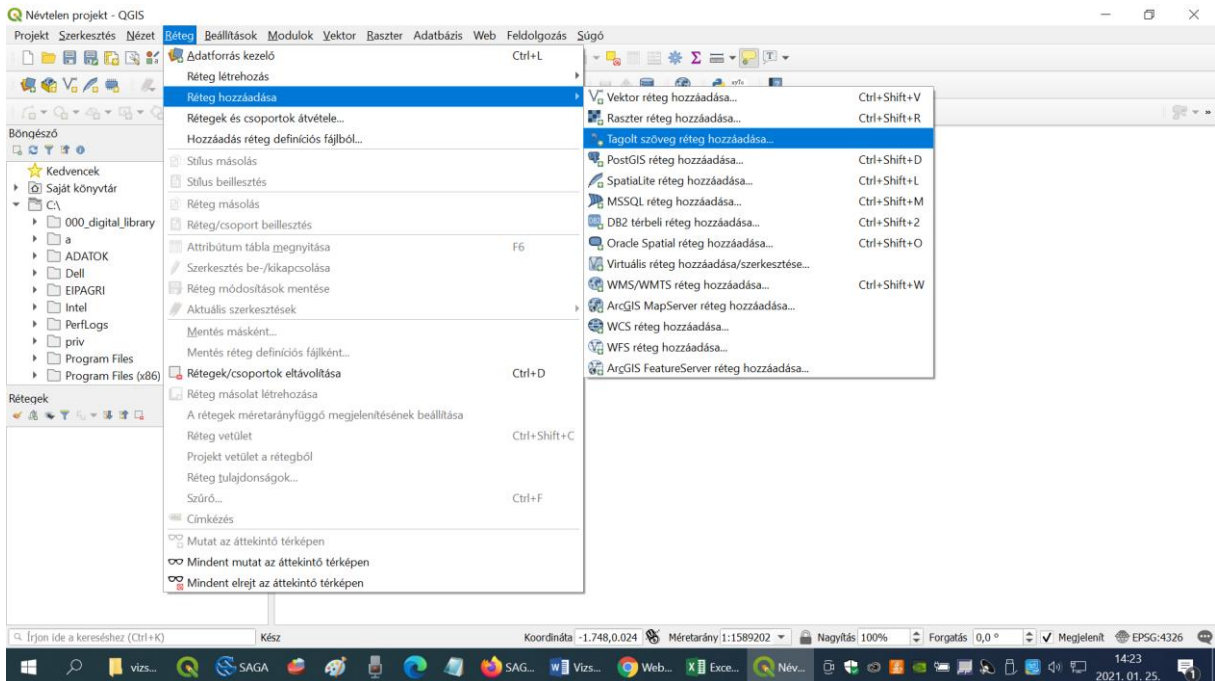 Névtelen projekt - QGIS
Projekt Szerkesztés Nézet Réteg Beállítások Modulok Vektor Raszter Adatbázis Web Feldolgozás Súgó
Adatforrás kezelő Ctrl+L
Réteg létrehozás
Réteg hozzáadása
Rétegek és csoportok átvétele...
Hozzáadás réteg definíciós fájlból...
Stílus másolás
Stílus beillesztés
Réteg másolás
Réteg/csoport beillesztés
Attribútum tábla megnyitása F6
Szerkesztés be-/kikapcsolása
Réteg módosítások mentése
Aktuális szerkesztések
Mentés másként...
Mentés réteg definíciós fájlként...
Rétegek/csoportok eltávolítása Ctrl+D
Réteg másolat létrehozása
A rétegek méretarányfüggő megjelenítésének beállítása
Réteg vetület Ctrl+Shift+C
Projekt vetület a rétegből
Réteg tulajdonságok...
Szűrő... Ctrl+F
Címkézés
Mutat az áttekintő térképen
Mindent mutat az áttekintő térképen
Mindent elrejt az áttekintő térképen
Vektor réteg hozzáadása... Ctrl+Shift+V
Raszter réteg hozzáadása... Ctrl+Shift+R
Tagolt szöveg réteg hozzáadása...
PostGIS réteg hozzáadása... Ctrl+Shift+D
SpatiaLite réteg hozzáadása... Ctrl+Shift+L
MSSQL réteg hozzáadása... Ctrl+Shift+M
DB2 térbeli réteg hozzáadása... Ctrl+Shift+2
Oracle Spatial réteg hozzáadása... Ctrl+Shift+O
Virtuális réteg hozzáadása/szerkesztése...
WMS/WMTS réteg hozzáadása... Ctrl+Shift+W
ArcGIS MapServer réteg hozzáadása...
WCS réteg hozzáadása...
WFS réteg hozzáadása...
ArcGIS FeatureServer réteg hozzáadása...
Böngésző
Kedvencek
Saját könyvtár
C:\
000_digital_library
a
ADATOK
Dell
EIPAGRI
Intel
PerfLogs
priv
Program Files
Program Files (x86)
Rétegek
Írjon ide a kereséshez (Ctrl+K) Kész Koordináta -1.748,0.024 Méretarány 1:1589202 Nagyítás 100% Forgatás 0,0 ° Megjelenít EPSG:4326
vizs... SAGA SAG... Vizs... Web... Exce... Név... 14:23
2021. 01. 25.